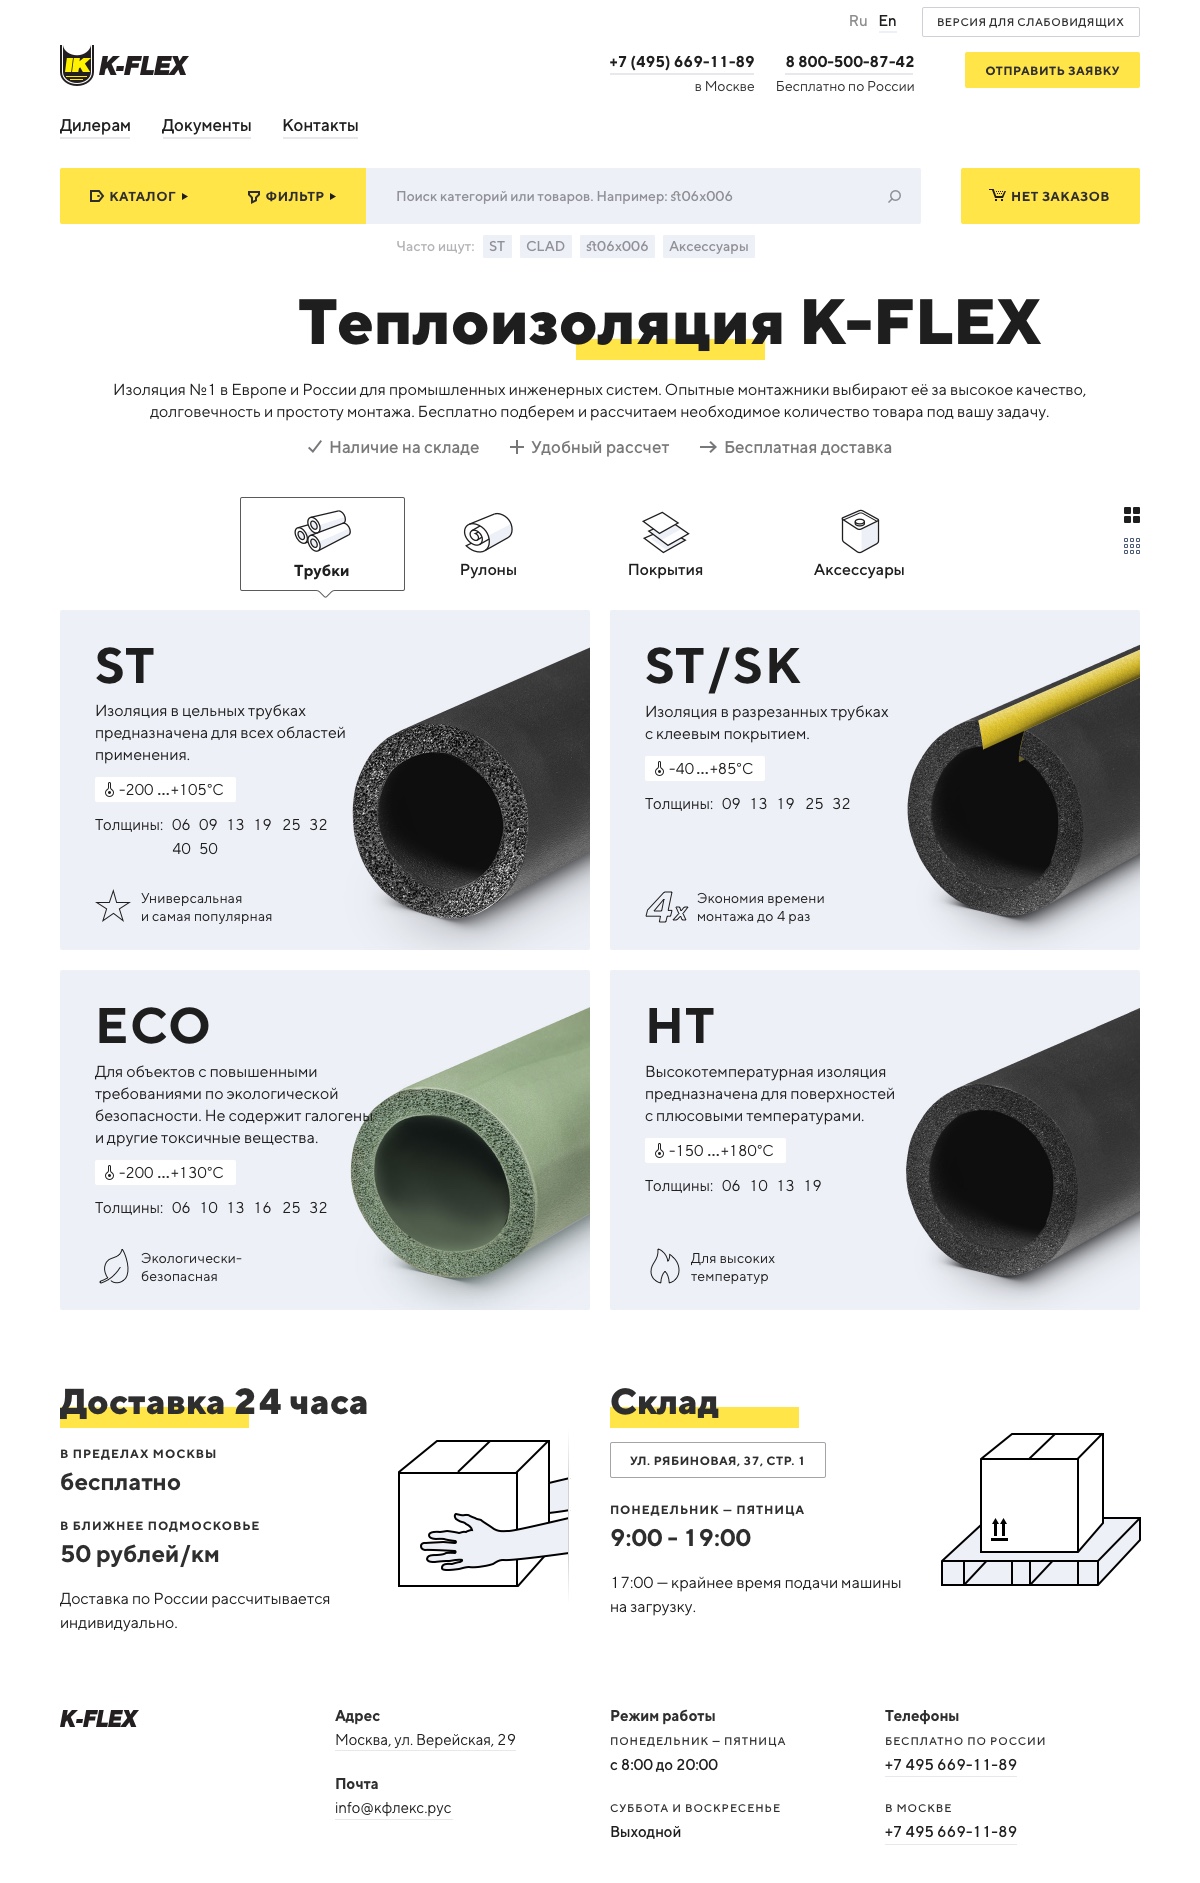 Ru En ВЕРСИЯ ДЛЯ СЛАБОВИДЯЩИХ
K-FLEX
+7 (495) 669-11-89 8 800-500-87-42 ОТПРАВИТЬ ЗАЯВКУ
в Москве Бесплатно по России
Дилерам Документы Контакты
КАТАЛОГ ФИЛЬТР Поиск категорий или товаров. Например: st06x006 НЕТ ЗАКАЗОВ
Часто ищут: ST CLAD st06x006 Аксессуары
Теплоизоляция K-FLEX
Изоляция №1 в Европе и России для промышленных инженерных систем. Опытные монтажники выбирают её за высокое качество,
долговечность и простоту монтажа. Бесплатно подберем и рассчитаем необходимое количество товара под вашу задачу.
Наличие на складе Удобный рассчет Бесплатная доставка
Трубки Рулоны Покрытия Аксессуары
ST
Изоляция в цельных трубках
предназначена для всех областей
применения.
-200 ...+105°C
Толщины: 06 09 13 19 25 32
40 50
Универсальная
и самая популярная
ST/SK
Изоляция в разрезанных трубках
с клеевым покрытием.
-40 ...+85°C
Толщины: 09 13 19 25 32
4x Экономия времени
монтажа до 4 раз
ECO
Для объектов с повышенными
требованиями по экологической
безопасности. Не содержит галогены
и другие токсичные вещества.
-200 ...+130°C
Толщины: 06 10 13 16 25 32
Экологически-
безопасная
HT
Высокотемпературная изоляция
предназначена для поверхностей
с плюсовыми температурами.
-150 ...+180°C
Толщины: 06 10 13 19
Для высоких
температур
Доставка 24 часа
В ПРЕДЕЛАХ МОСКВЫ
бесплатно
В БЛИЖНЕЕ ПОДМОСКОВЬЕ
50 рублей/км
Доставка по России рассчитывается
индивидуально.
Склад
УЛ. РЯБИНОВАЯ, 37, СТР. 1
ПОНЕДЕЛЬНИК – ПЯТНИЦА
9:00 - 19:00
17:00 — крайнее время подачи машины
на загрузку.
K-FLEX
Адрес
Москва, ул. Верейская, 29
Почта
info@кфлекс.рус
Режим работы
ПОНЕДЕЛЬНИК – ПЯТНИЦА
с 8:00 до 20:00
СУББОТА И ВОСКРЕСЕНЬЕ
Выходной
Телефоны
БЕСПЛАТНО ПО РОССИИ
+7 495 669-11-89
В МОСКВЕ
+7 495 669-11-89